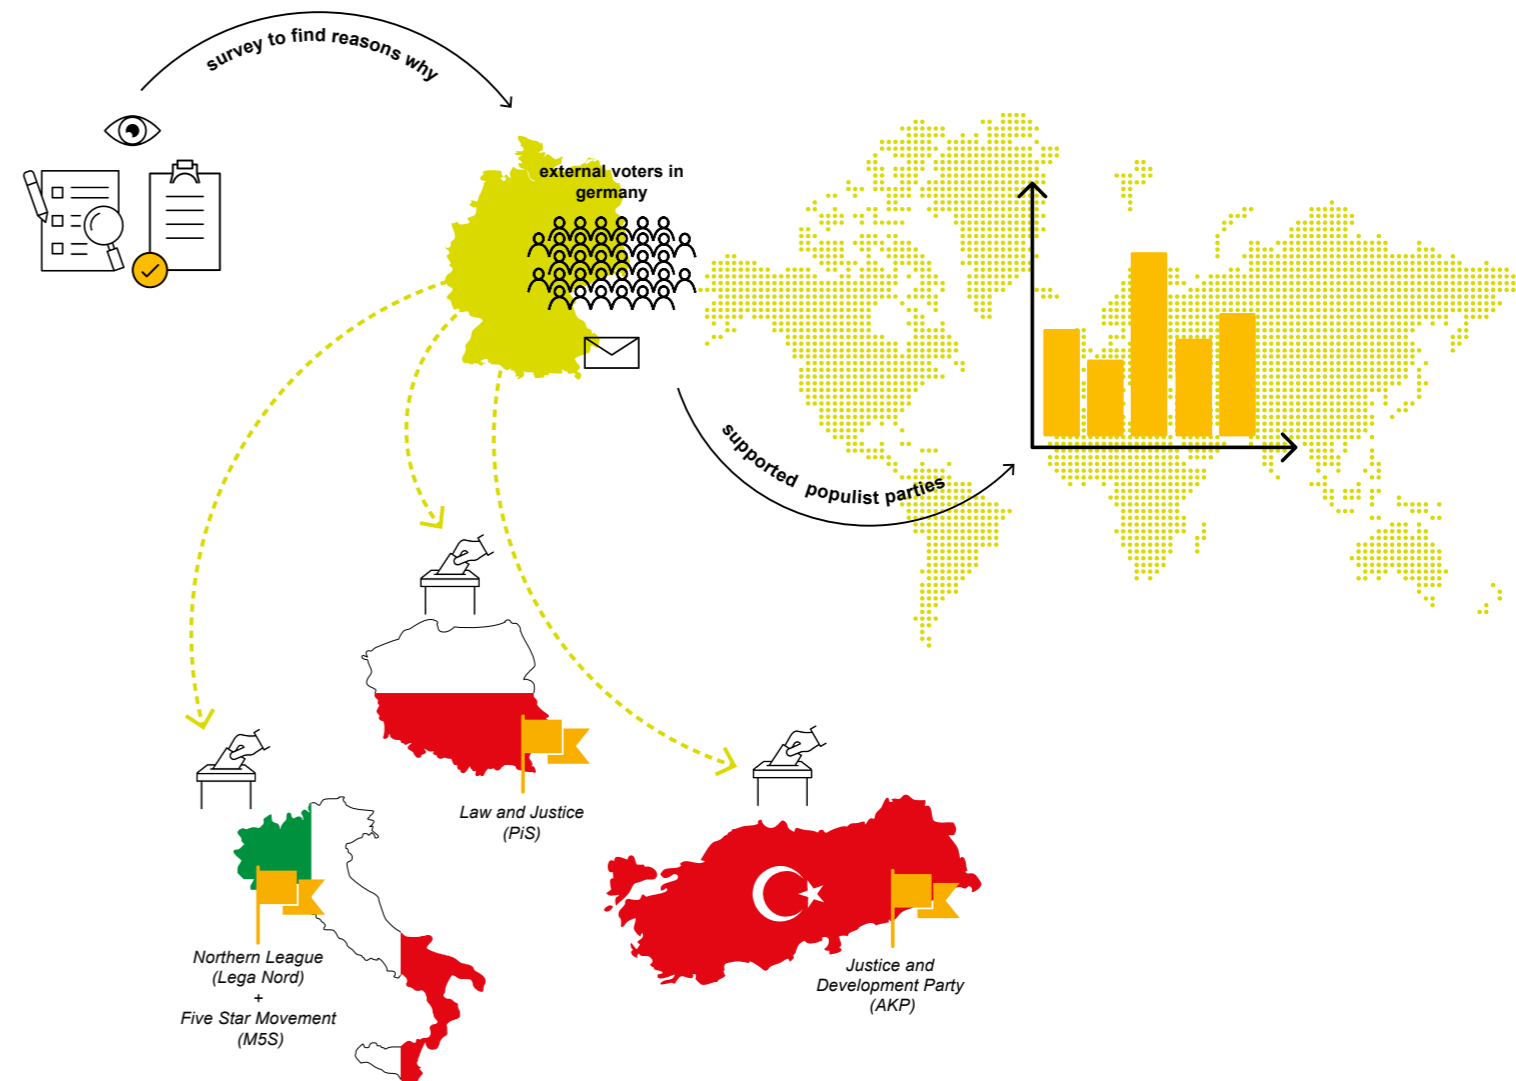 survey to find reasons why
external voters in
germany
supported populist parties
Law and Justice
(PiS)
Northern League
(Lega Nord)
+
Five Star Movement
(M5S)
Justice and
Development Party
(AKP)